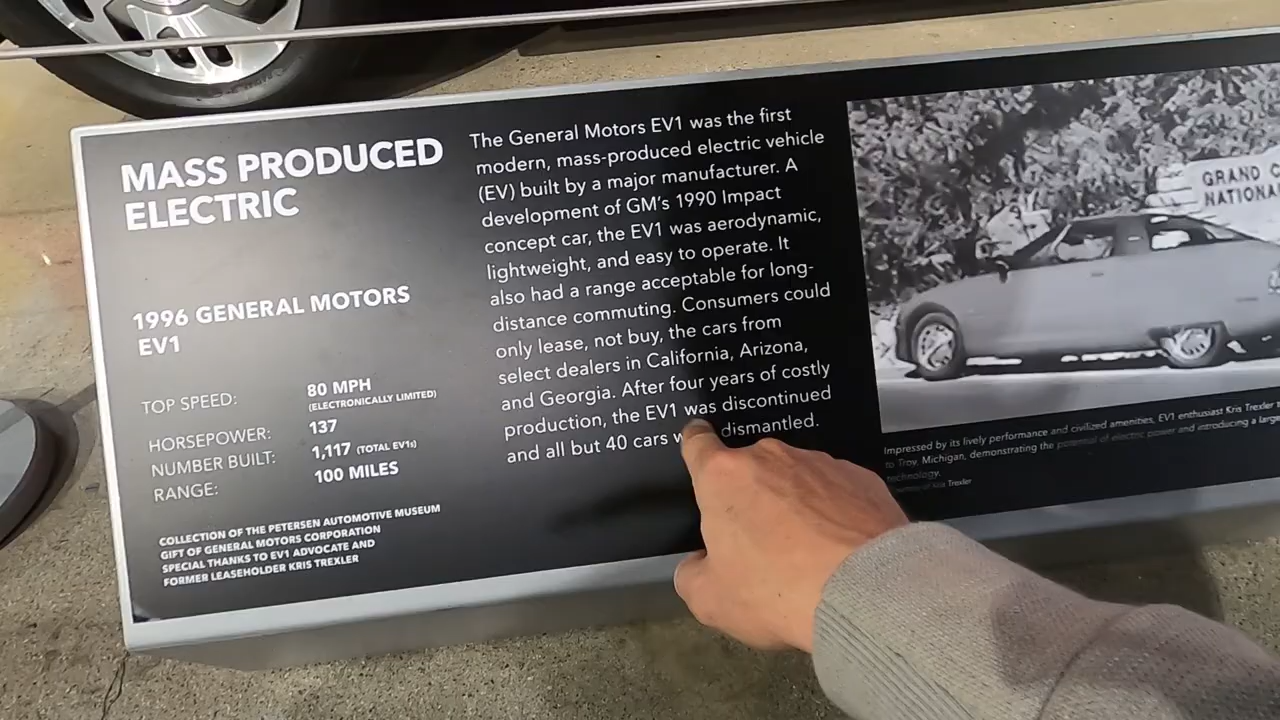 MASS PRODUCED
ELECTRIC
1996 GENERAL MOTORS
EV1
TOP SPEED: 80 MPH
(ELECTRONICALLY LIMITED)
HORSEPOWER: 137
NUMBER BUILT: 1,117 (TOTAL EV1s)
RANGE: 100 MILES
COLLECTION OF THE PETERSEN AUTOMOTIVE MUSEUM
GIFT OF GENERAL MOTORS CORPORATION
SPECIAL THANKS TO EV1 ADVOCATE AND
FORMER LEASEHOLDER KRIS TREXLER
The General Motors EV1 was the first
modern, mass-produced electric vehicle
(EV) built by a major manufacturer. A
development of GM's 1990 Impact
concept car, the EV1 was aerodynamic,
lightweight, and easy to operate. It
also had a range acceptable for long-
distance commuting. Consumers could
only lease, not buy, the cars from
select dealers in California, Arizona,
and Georgia. After four years of costly
production, the EV1 was discontinued
and all but 40 cars dismantled.
GRAND
NATIONAL
Impressed by its lively performance and civilized amenities, EV1 enthusiast Kris Trexler
to Troy, Michigan, demonstrating the potential of electric power and introducing a large
technology.
Trexler